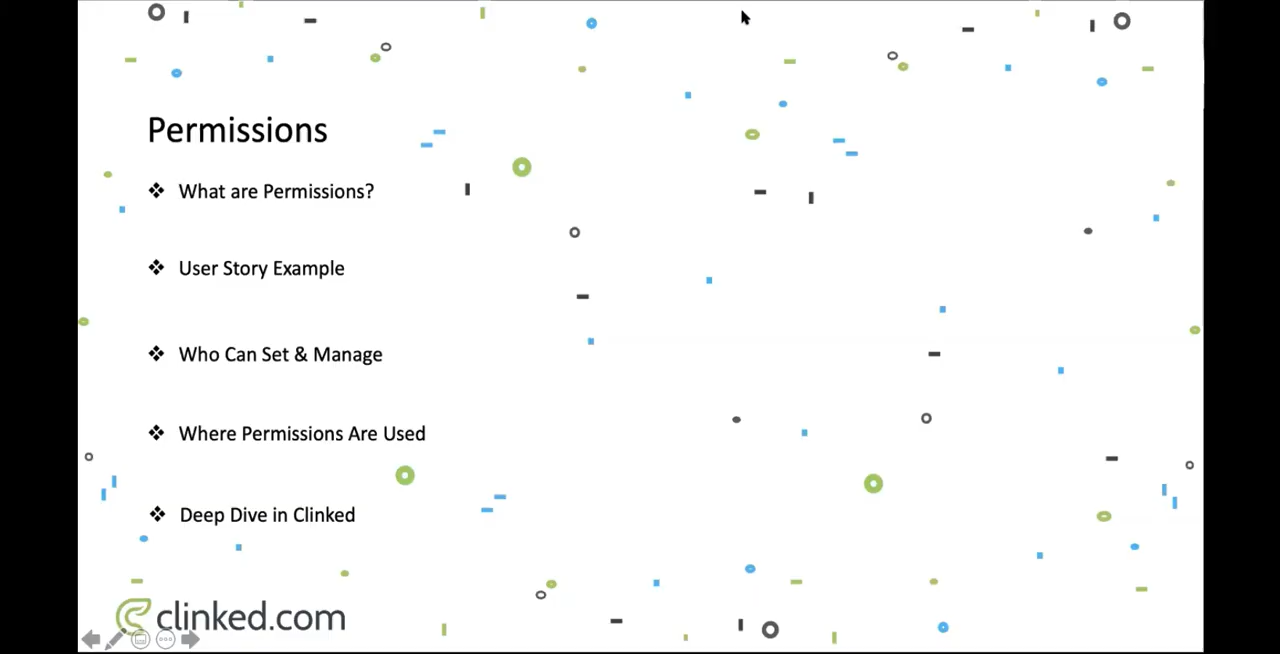 Permissions
What are Permissions?
User Story Example
Who Can Set & Manage
Where Permissions Are Used
Deep Dive in Clinked
clinked.com